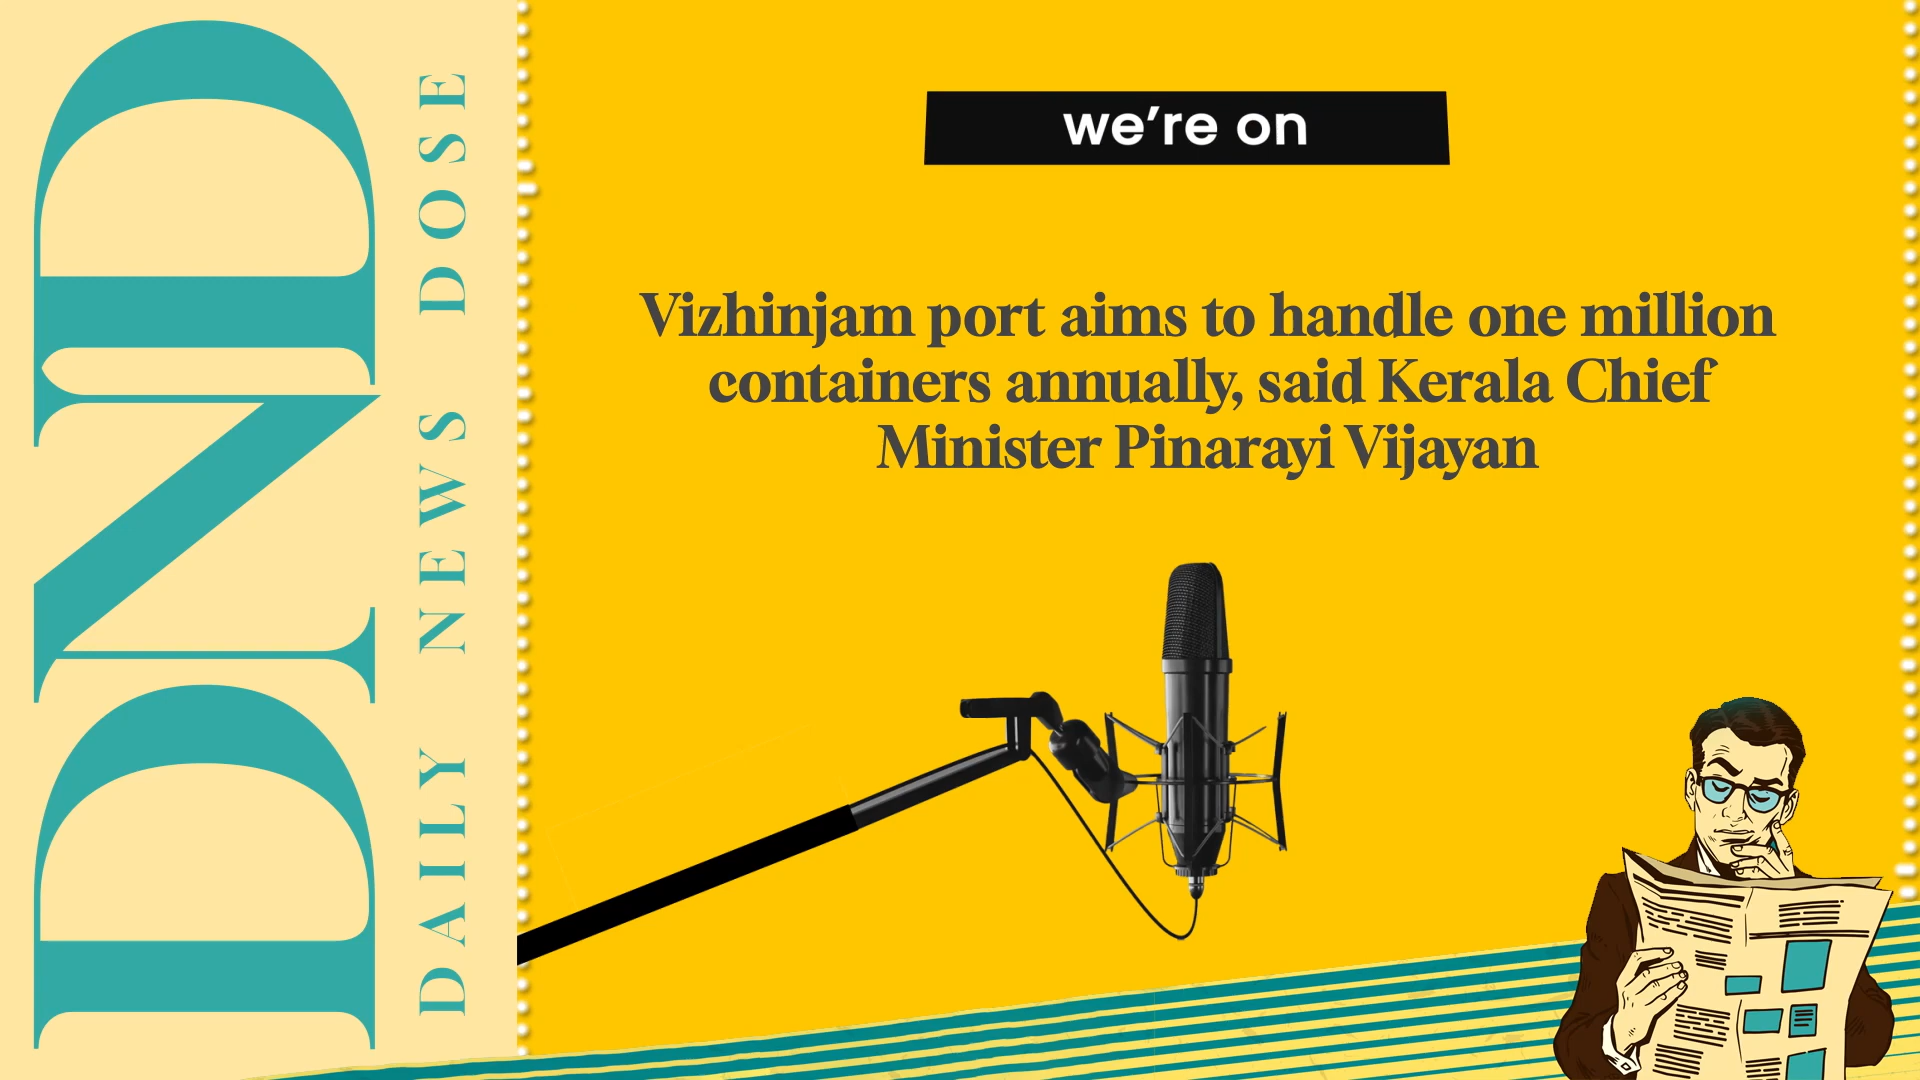 DND
DAILY NEWS DOSE
we're on
Vizhinjam port aims to handle one million
containers annually, said Kerala Chief
Minister Pinarayi Vijayan